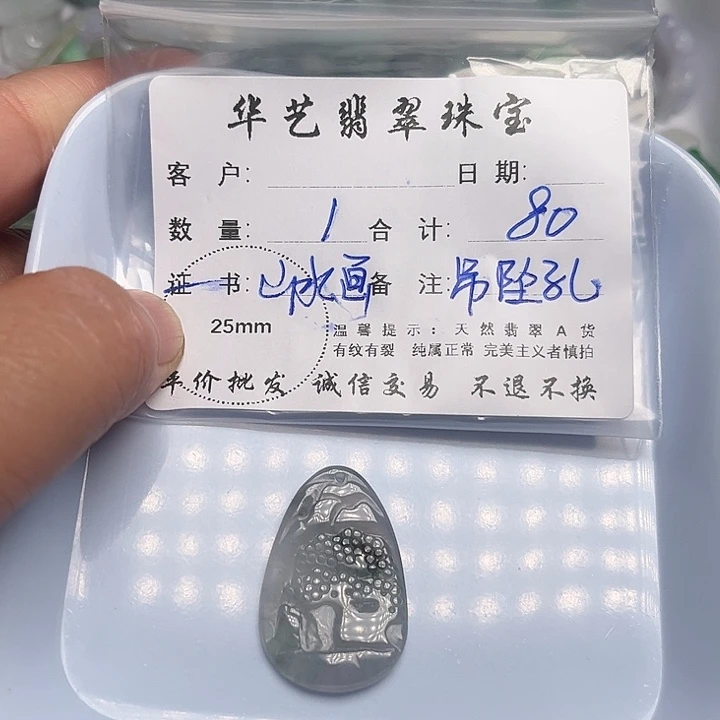 华艺翡翠珠宝
客 户: 日 期:
数 量: 1 合 计: 80
证 书: 山水画 备 注: 吊坠孔
25mm
温馨提示: 天然翡翠A货
有纹有裂 纯属正常 完美主义者慎拍
平价批发 诚信交易 不退不换